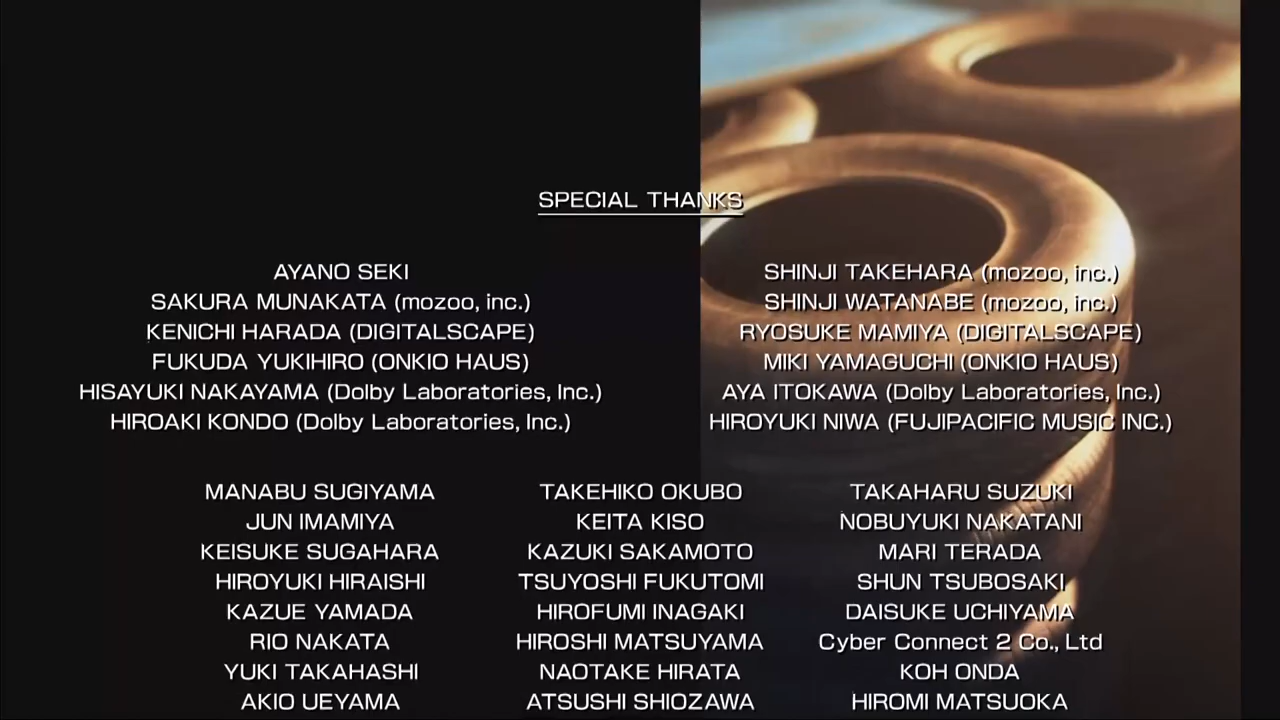 SPECIAL THANKS
AYANO SEKI SHINJI TAKEHARA (mozoo, inc.)
SAKURA MUNAKATA (mozoo, inc.) SHINJI WATANABE (mozoo, inc.)
KENICHI HARADA (DIGITALSCAPE) RYOSUKE MAMIYA (DIGITALSCAPE)
FUKUDA YUKIHIRO (ONKIO HAUS) MIKI YAMAGUCHI (ONKIO HAUS)
HISAYUKI NAKAYAMA (Dolby Laboratories, Inc.) AYA ITOKAWA (Dolby Laboratories, Inc.)
HIROAKI KONDO (Dolby Laboratories, Inc.) HIROYUKI NIWA (FUJIPACIFIC MUSIC INC.)
MANABU SUGIYAMA TAKEHIKO OKUBO TAKAHARU SUZUKI
JUN IMAMIYA KEITA KISO NOBUYUKI NAKATANI
KEISUKE SUGAHARA KAZUKI SAKAMOTO MARI TERADA
HIROYUKI HIRAISHI TSUYOSHI FUKUTOMI SHUN TSUBOSAKI
KAZUE YAMADA HIROFUMI INAGAKI DAISUKE UCHIYAMA
RIO NAKATA HIROSHI MATSUYAMA Cyber Connect 2 Co., Ltd
YUKI TAKAHASHI NAOTAKE HIRATA KOH ONDA
AKIO UEYAMA ATSUSHI SHIOZAWA HIROMI MATSUOKA